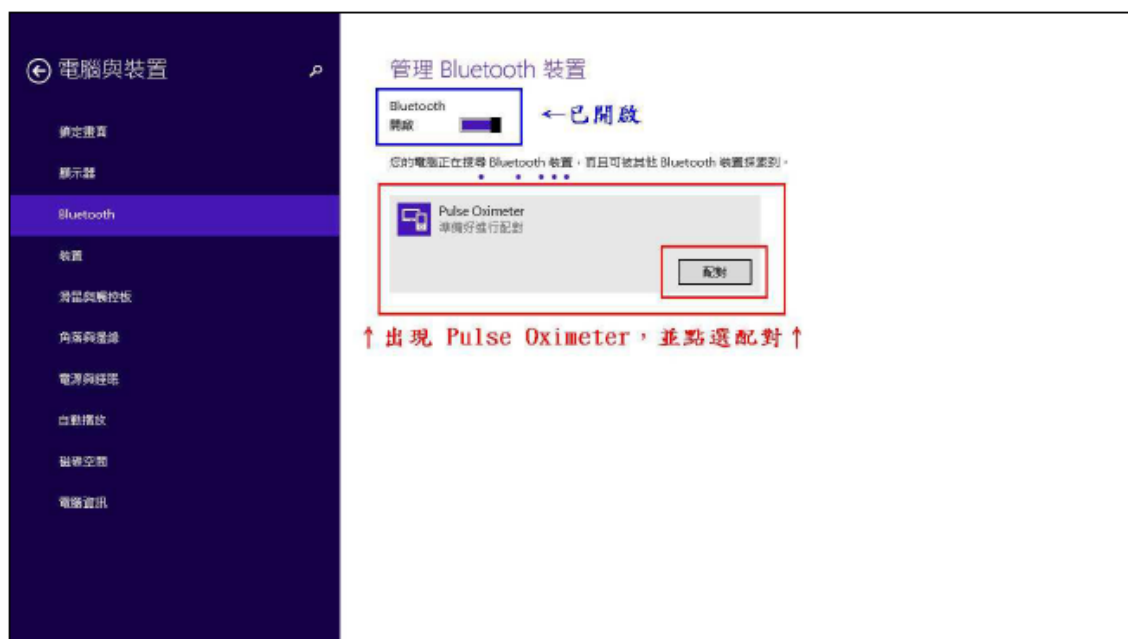 電腦與裝置
鎖定畫面
顯示器
Bluetooth
裝置
滑鼠與觸控板
角落與邊緣
電源與睡眠
自動播放
磁碟空間
電腦資訊
管理 Bluetooth 裝置
Bluetooth
開啟
←已開啟
您的電腦正在搜尋 Bluetooth 裝置，而且可被其他 Bluetooth 裝置探索到。
Pulse Oximeter
準備好進行配對
配對
↑出現 Pulse Oximeter，並點選配對↑